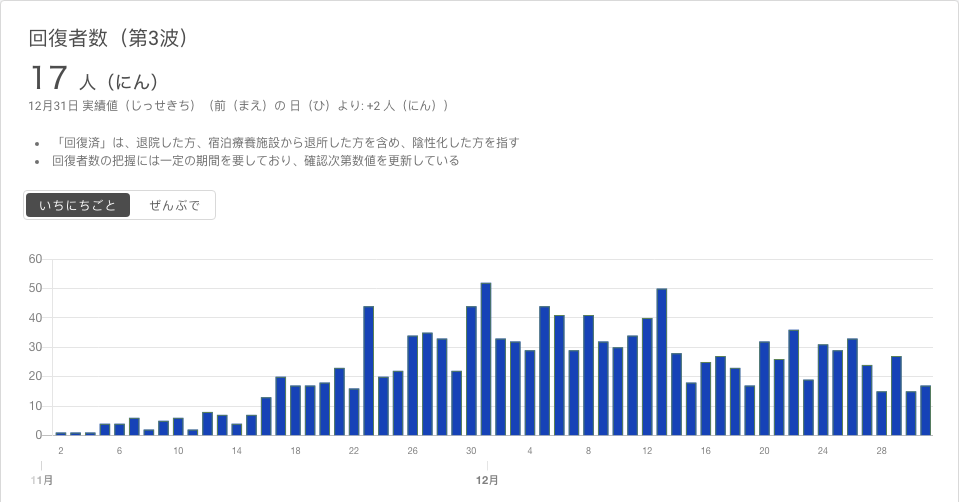 回復者数（第3波）
17 人（にん）
12月31日 実績値（じっせきち）（前（まえ）の 日（ひ）より: +2 人（にん））
• 「回復済」は、退院した方、宿泊療養施設から退所した方を含め、陰性化した方を指す
• 回復者数の把握には一定の期間を要しており、確認次第数値を更新している
いちにちごと ぜんぶで
60
50
40
30
20
10
0
2 6 10 14 18 22 26 30 4 8 12 16 20 24 28
11月 12月